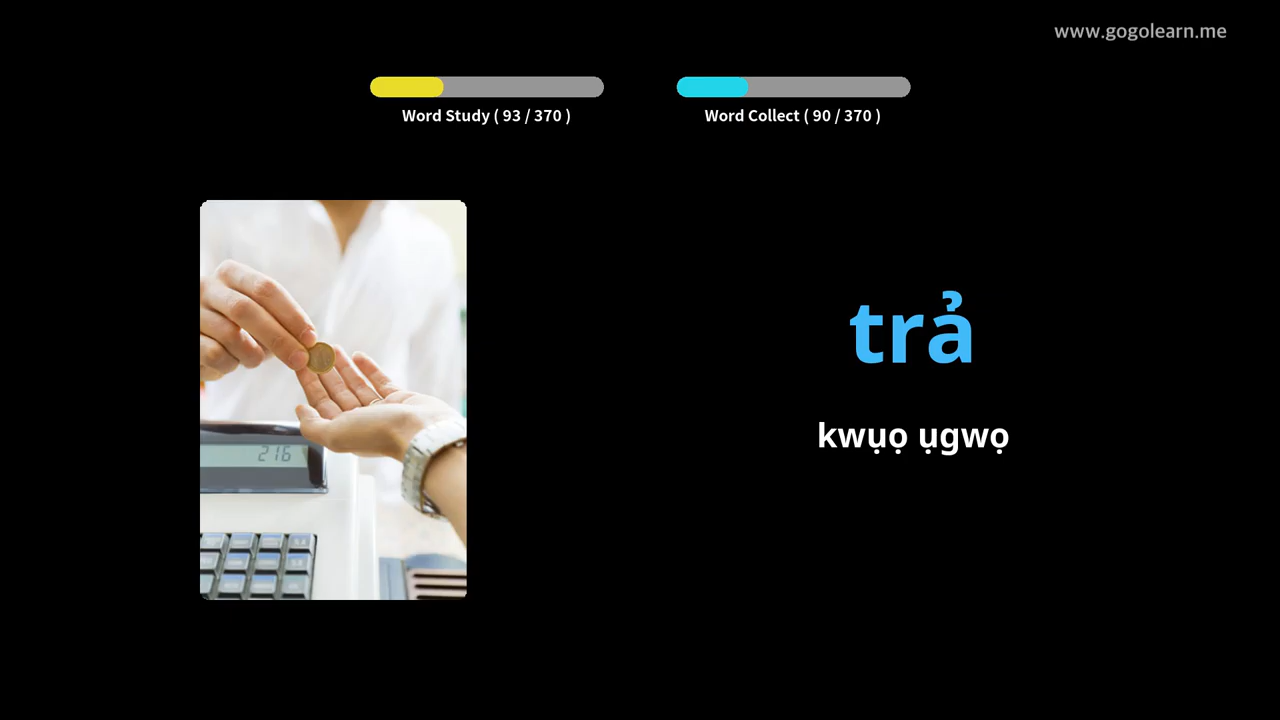 www.gogolearn.me
Word Study ( 93 / 370 )
Word Collect ( 90 / 370 )
trả
kwụọ ụgwọ
216